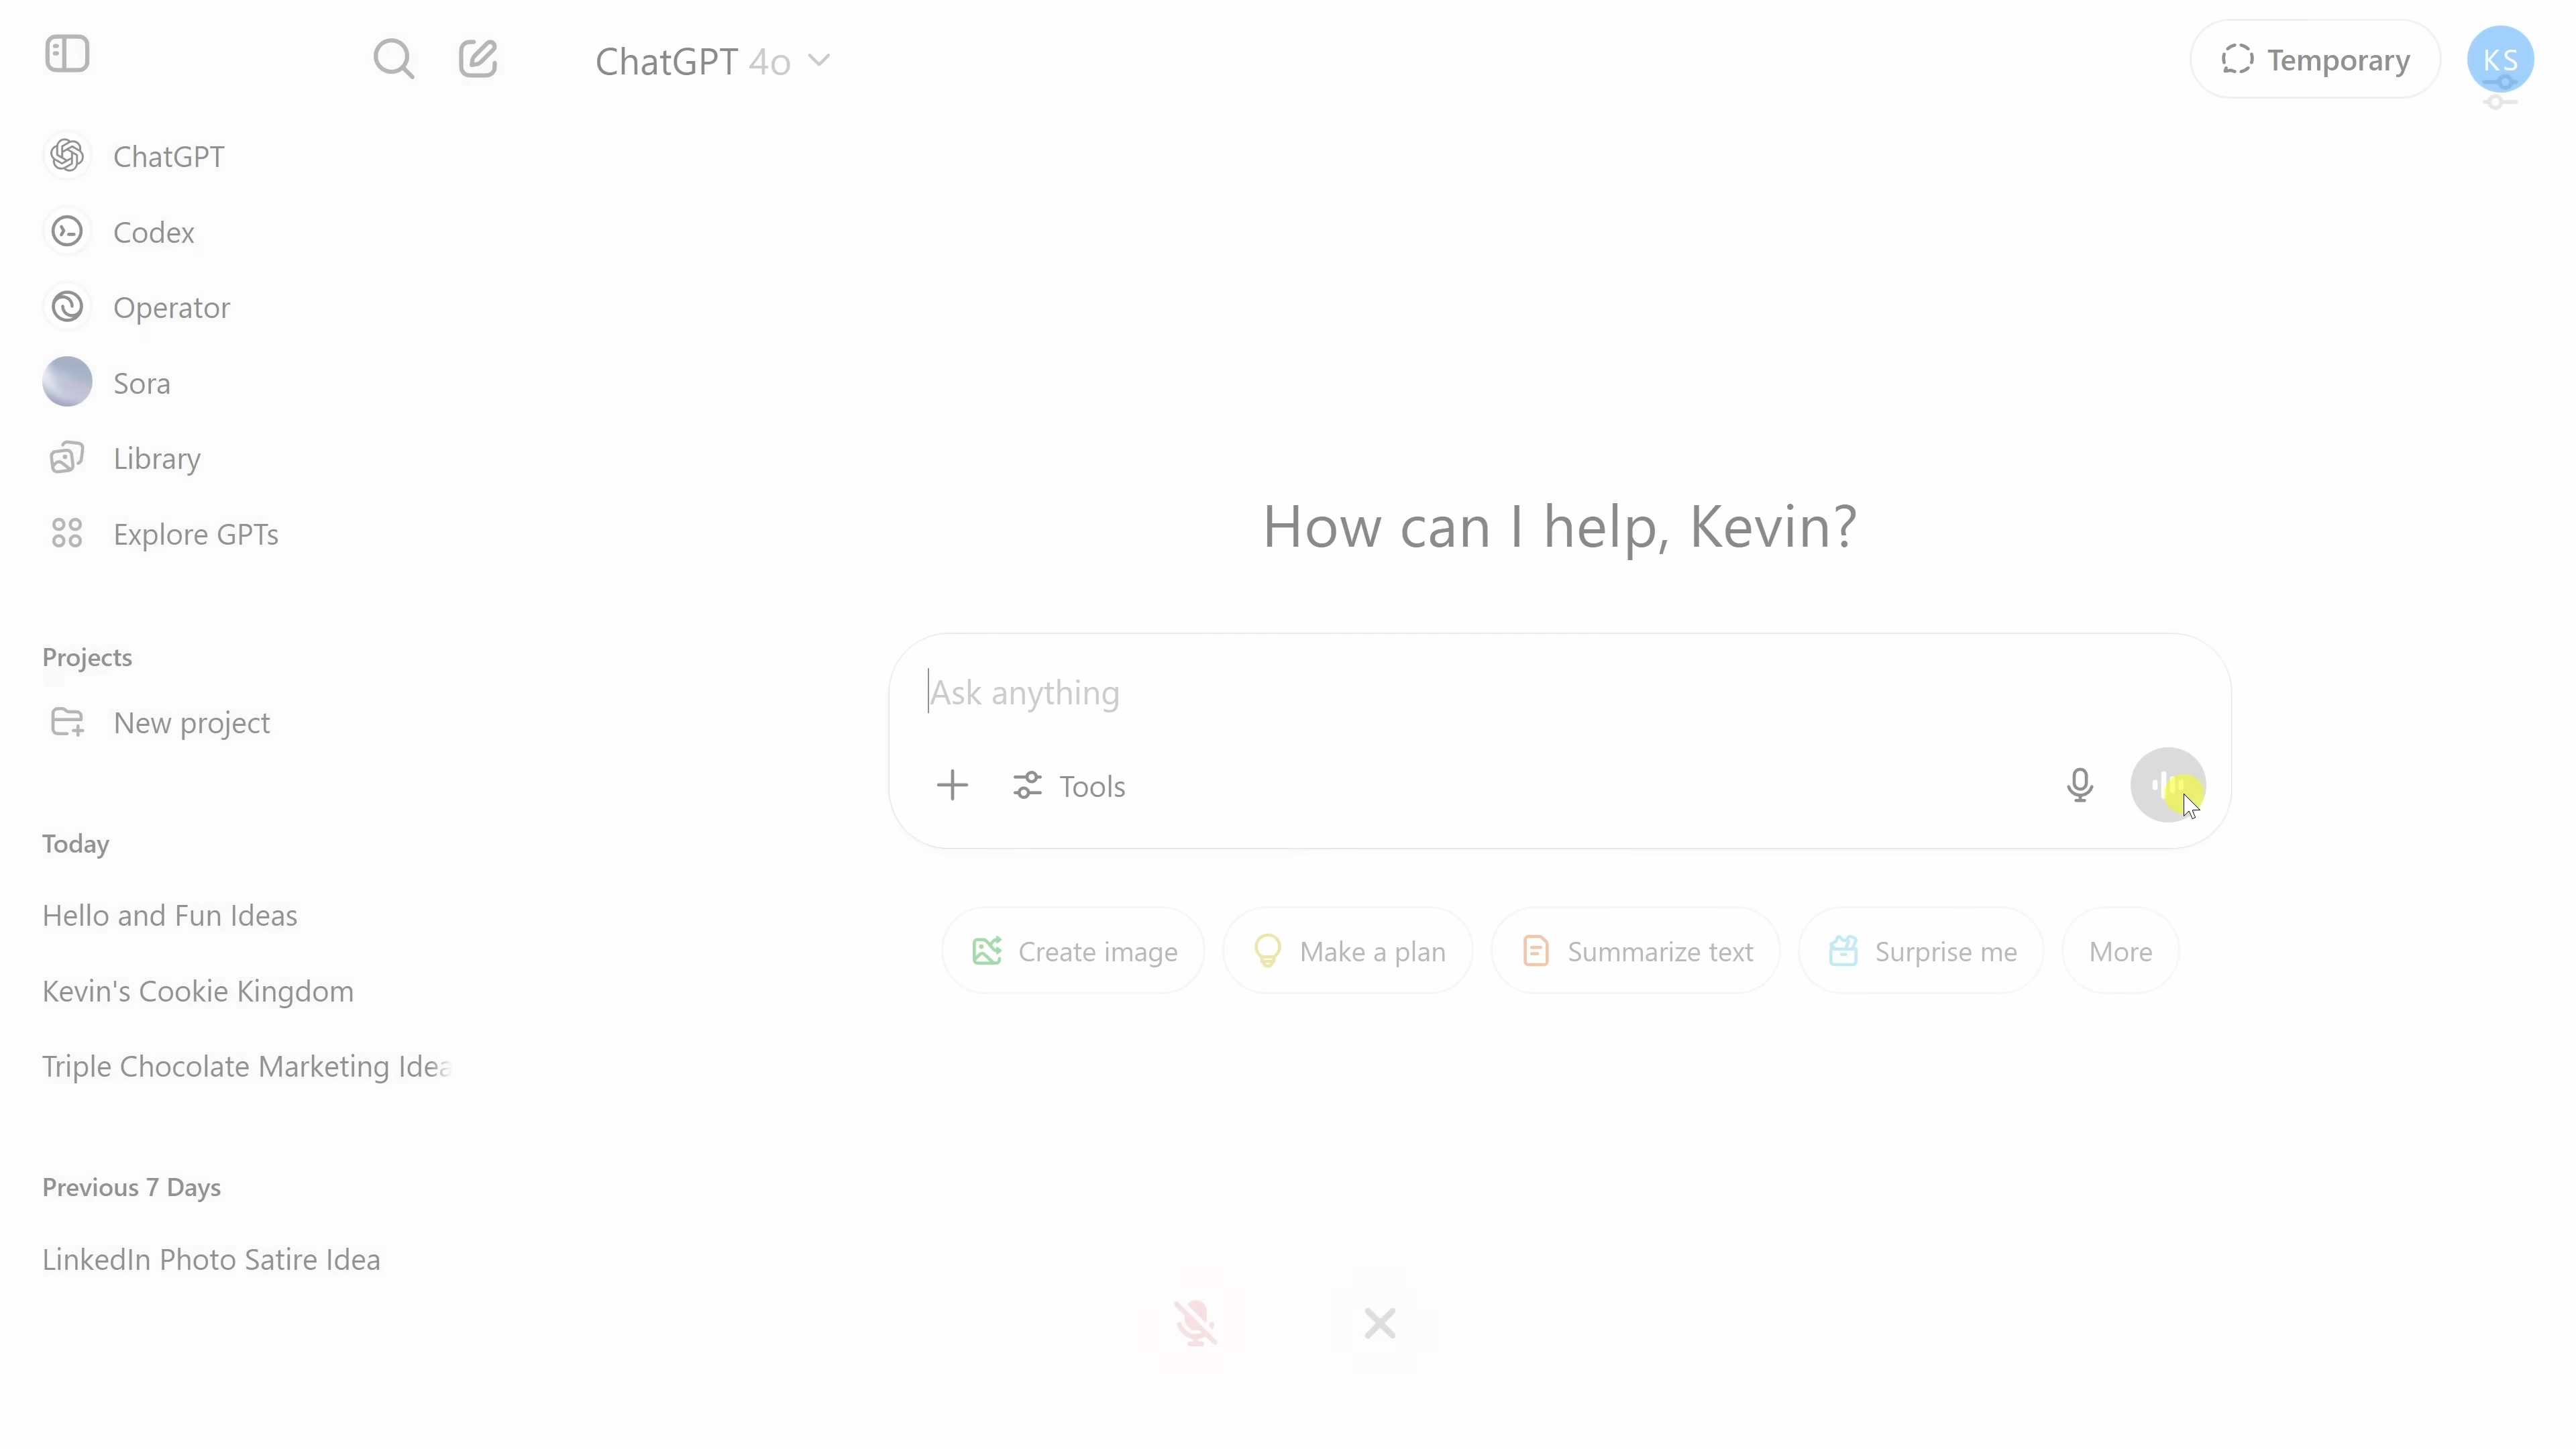 ChatGPT 4o
Temporary
KS
ChatGPT
Codex
Operator
Sora
Library
Explore GPTs
Projects
New project
Today
Hello and Fun Ideas
Kevin's Cookie Kingdom
Triple Chocolate Marketing Idea
Previous 7 Days
LinkedIn Photo Satire Idea
How can I help, Kevin?
Ask anything
Tools
Create image
Make a plan
Summarize text
Surprise me
More